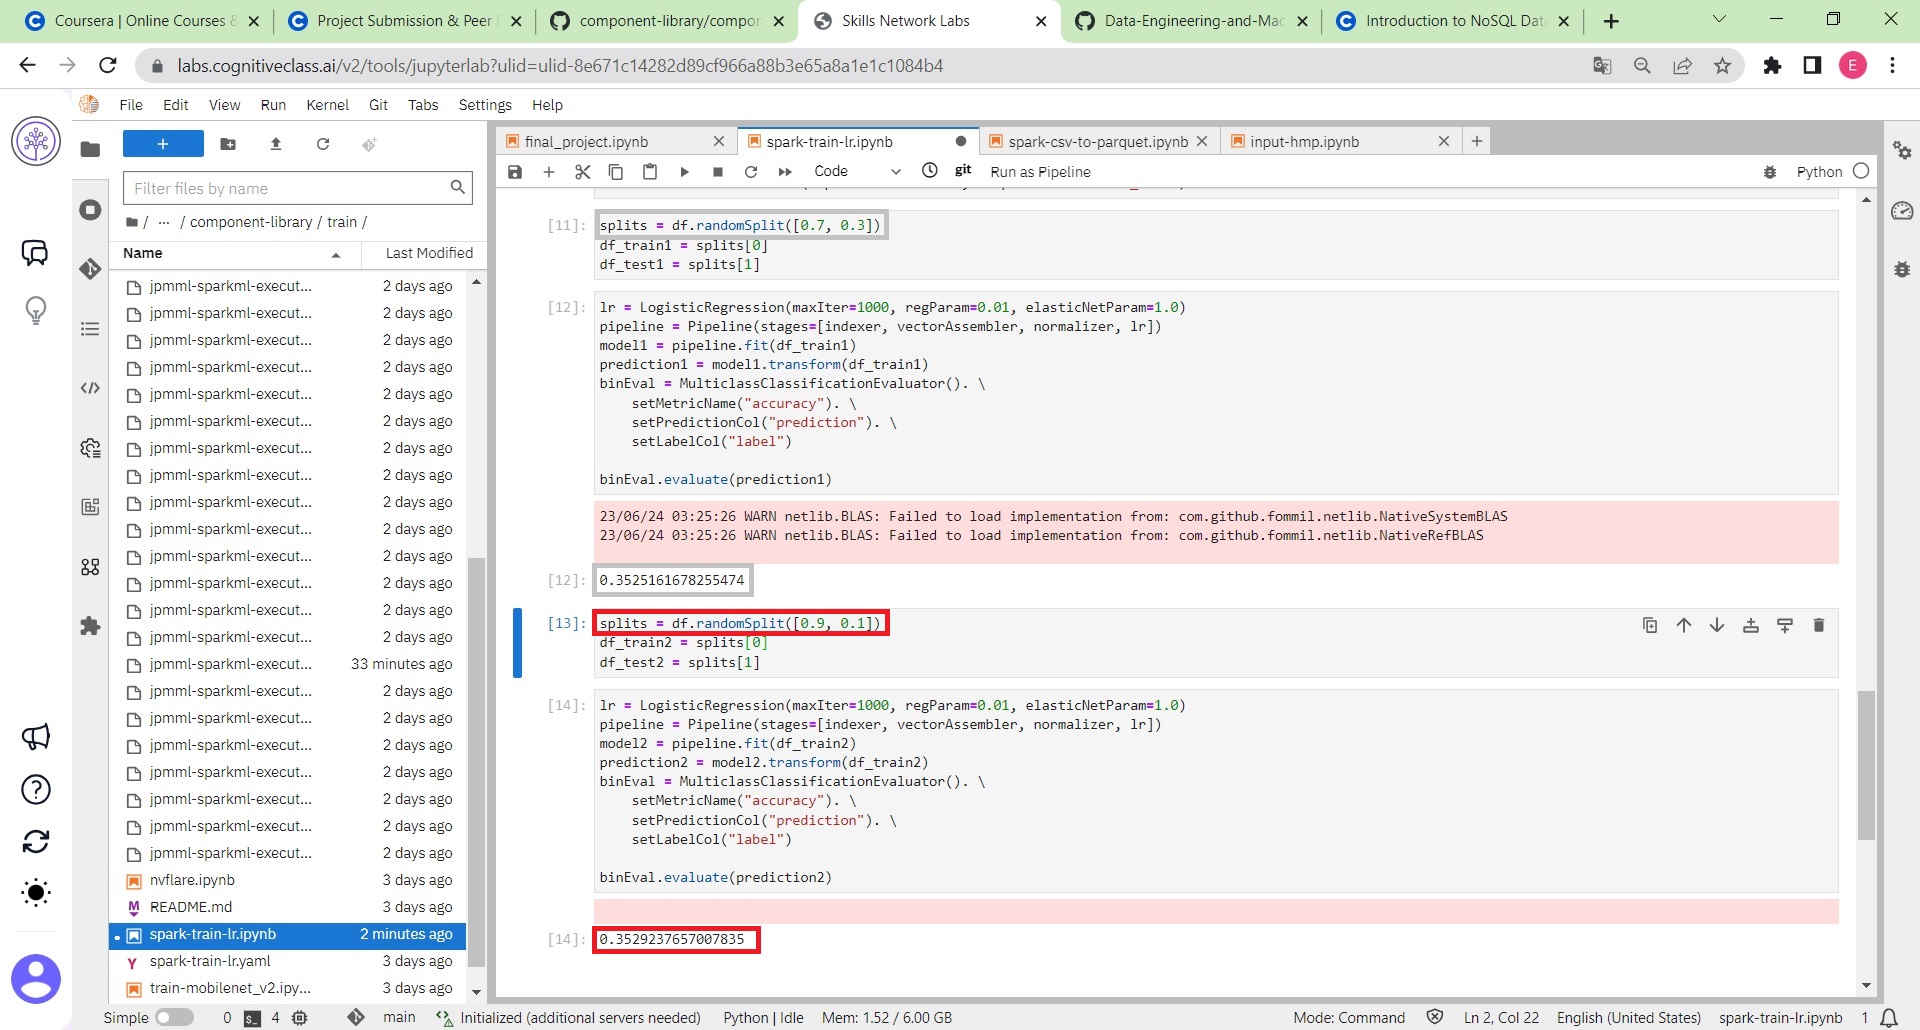 Coursera | Online Courses &
Project Submission & Peer
component-library/compon
Skills Network Labs
Data-Engineering-and-Mac
Introduction to NoSQL Dat
labs.cognitiveclass.ai/v2/tools/jupyterlab?ulid=ulid-8e671c14282d89cf966a88b3e65a8a1e1c1084b4
E
File Edit View Run Kernel Git Tabs Settings Help
final_project.ipynb
spark-train-lr.ipynb
spark-csv-to-parquet.ipynb
input-hmp.ipynb
Code
git
Run as Pipeline
Python
Filter files by name
/ ... / component-library / train /
Name Last Modified
jpmml-sparkml-execut... 2 days ago
jpmml-sparkml-execut... 2 days ago
jpmml-sparkml-execut... 2 days ago
jpmml-sparkml-execut... 2 days ago
jpmml-sparkml-execut... 2 days ago
jpmml-sparkml-execut... 2 days ago
jpmml-sparkml-execut... 2 days ago
jpmml-sparkml-execut... 2 days ago
jpmml-sparkml-execut... 2 days ago
jpmml-sparkml-execut... 2 days ago
jpmml-sparkml-execut... 2 days ago
jpmml-sparkml-execut... 2 days ago
jpmml-sparkml-execut... 2 days ago
jpmml-sparkml-execut... 2 days ago
jpmml-sparkml-execut... 33 minutes ago
jpmml-sparkml-execut... 2 days ago
jpmml-sparkml-execut... 2 days ago
jpmml-sparkml-execut... 2 days ago
jpmml-sparkml-execut... 2 days ago
jpmml-sparkml-execut... 2 days ago
jpmml-sparkml-execut... 2 days ago
jpmml-sparkml-execut... 2 days ago
nvflare.ipynb 3 days ago
README.md 3 days ago
spark-train-lr.ipynb 2 minutes ago
spark-train-lr.yaml 3 days ago
train-mobilenet_v2.ipy... 3 days ago
[11]: splits = df.randomSplit([0.7, 0.3])
df_train1 = splits[0]
df_test1 = splits[1]
[12]: lr = LogisticRegression(maxIter=1000, regParam=0.01, elasticNetParam=1.0)
pipeline = Pipeline(stages=[indexer, vectorAssembler, normalizer, lr])
model1 = pipeline.fit(df_train1)
prediction1 = model1.transform(df_train1)
binEval = MulticlassClassificationEvaluator(). \
setMetricName("accuracy"). \
setPredictionCol("prediction"). \
setLabelCol("label")
binEval.evaluate(prediction1)
23/06/24 03:25:26 WARN netlib.BLAS: Failed to load implementation from: com.github.fommil.netlib.NativeSystemBLAS
23/06/24 03:25:26 WARN netlib.BLAS: Failed to load implementation from: com.github.fommil.netlib.NativeRefBLAS
[12]: 0.3525161678255474
[13]: splits = df.randomSplit([0.9, 0.1])
df_train2 = splits[0]
df_test2 = splits[1]
[14]: lr = LogisticRegression(maxIter=1000, regParam=0.01, elasticNetParam=1.0)
pipeline = Pipeline(stages=[indexer, vectorAssembler, normalizer, lr])
model2 = pipeline.fit(df_train2)
prediction2 = model2.transform(df_train2)
binEval = MulticlassClassificationEvaluator(). \
setMetricName("accuracy"). \
setPredictionCol("prediction"). \
setLabelCol("label")
binEval.evaluate(prediction2)
[14]: 0.3529237657007835
Simple 0 4 main Initialized (additional servers needed) Python | Idle Mem: 1.52 / 6.00 GB Mode: Command Ln 2, Col 22 English (United States) spark-train-lr.ipynb 1